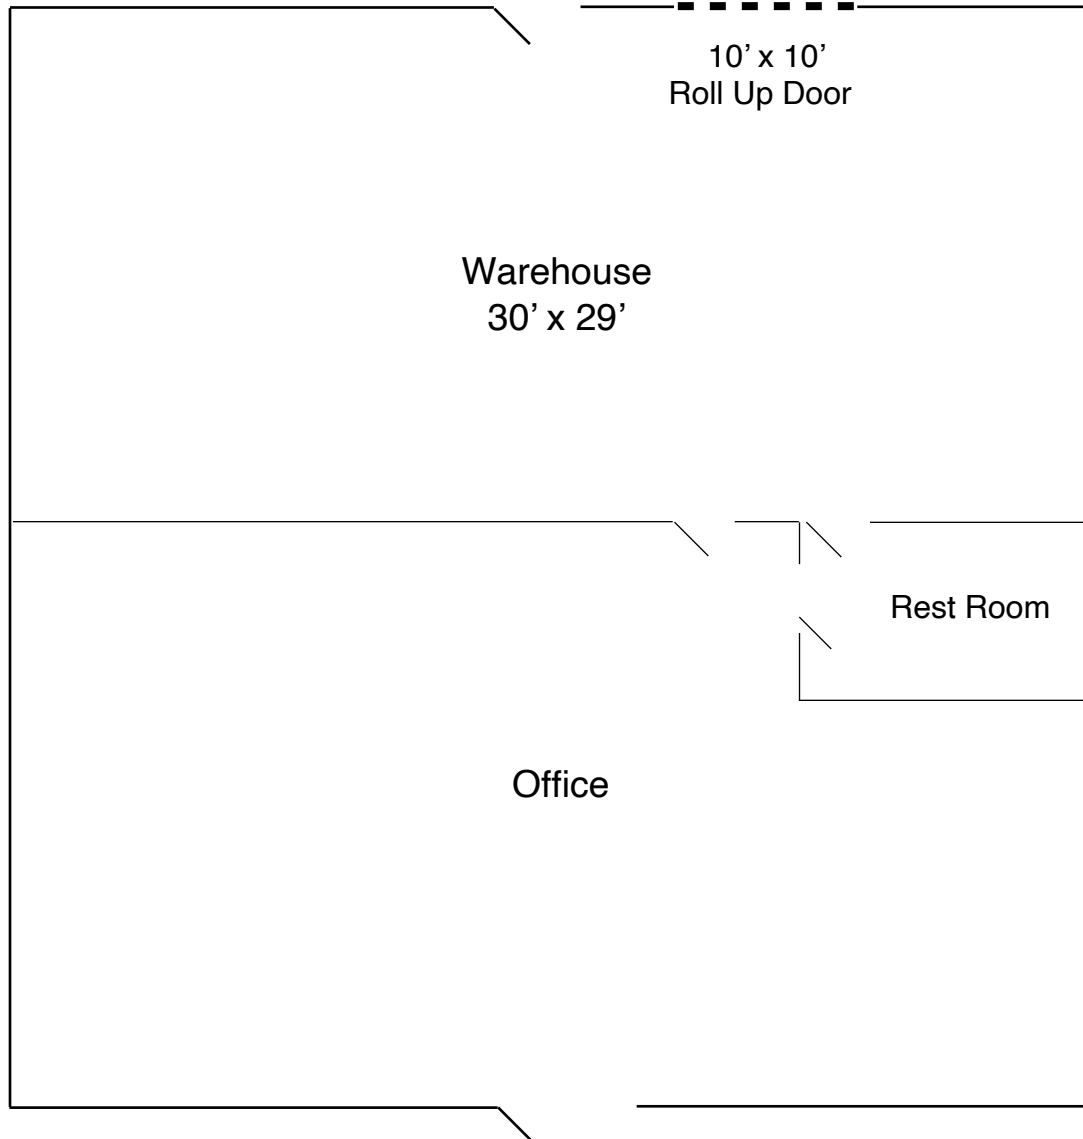 10’ x 10’
Roll Up Door
Warehouse
30’ x 29’
Rest Room
Office